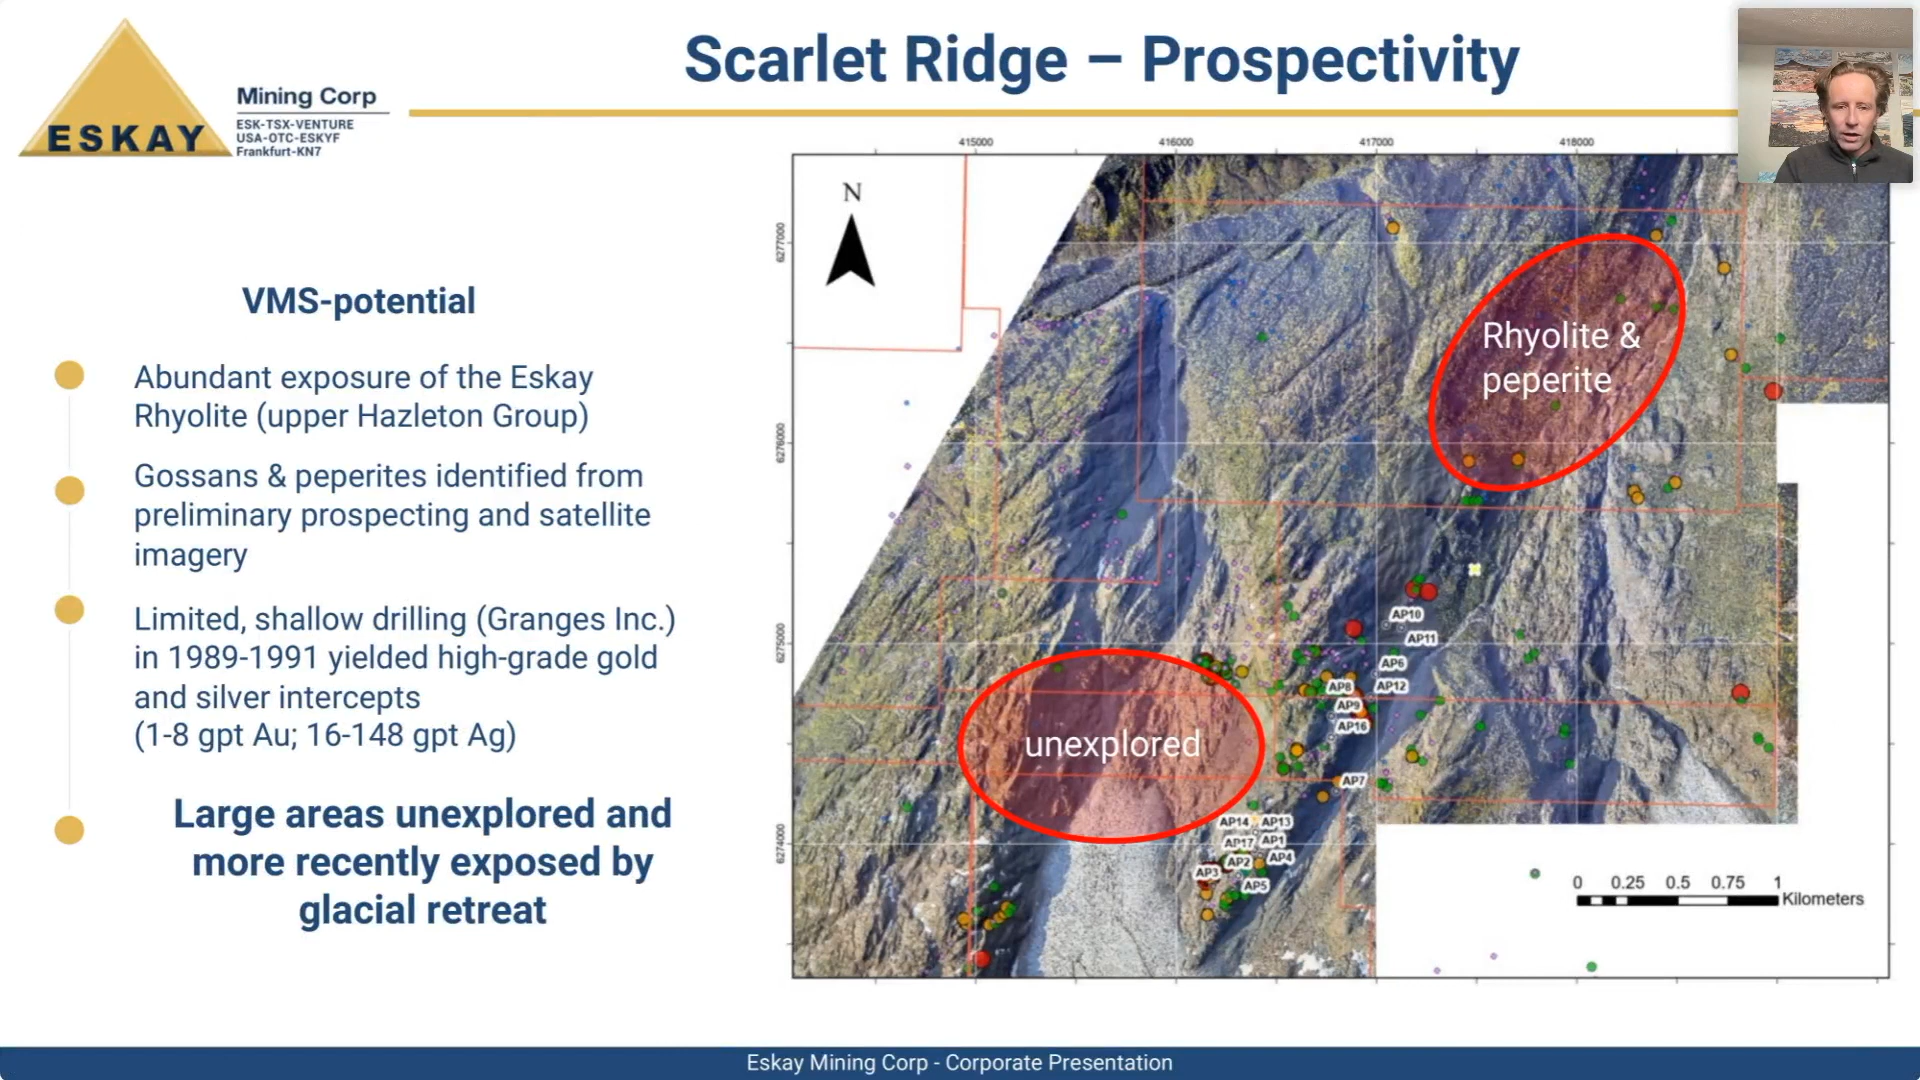 Scarlet Ridge – Prospectivity
ESKAY
Mining Corp
ESK-TSX-VENTURE
USA-OTC-ESKYF
Frankfurt-KN7
VMS-potential
Abundant exposure of the Eskay
Rhyolite (upper Hazleton Group)
Gossans & peperites identified from
preliminary prospecting and satellite
imagery
Limited, shallow drilling (Granges Inc.)
in 1989-1991 yielded high-grade gold
and silver intercepts
(1-8 gpt Au; 16-148 gpt Ag)
Large areas unexplored and
more recently exposed by
glacial retreat
415000 416000 417000 418000
6277000
6276000
6275000
6274000
N
Rhyolite &
peperite
unexplored
AP10
AP11
AP6
AP8 AP12
AP9
AP16
AP7
AP14 AP13
AP17 AP1
AP2 AP4
AP3
AP5
0 0.25 0.5 0.75 1
Kilometers
Eskay Mining Corp - Corporate Presentation